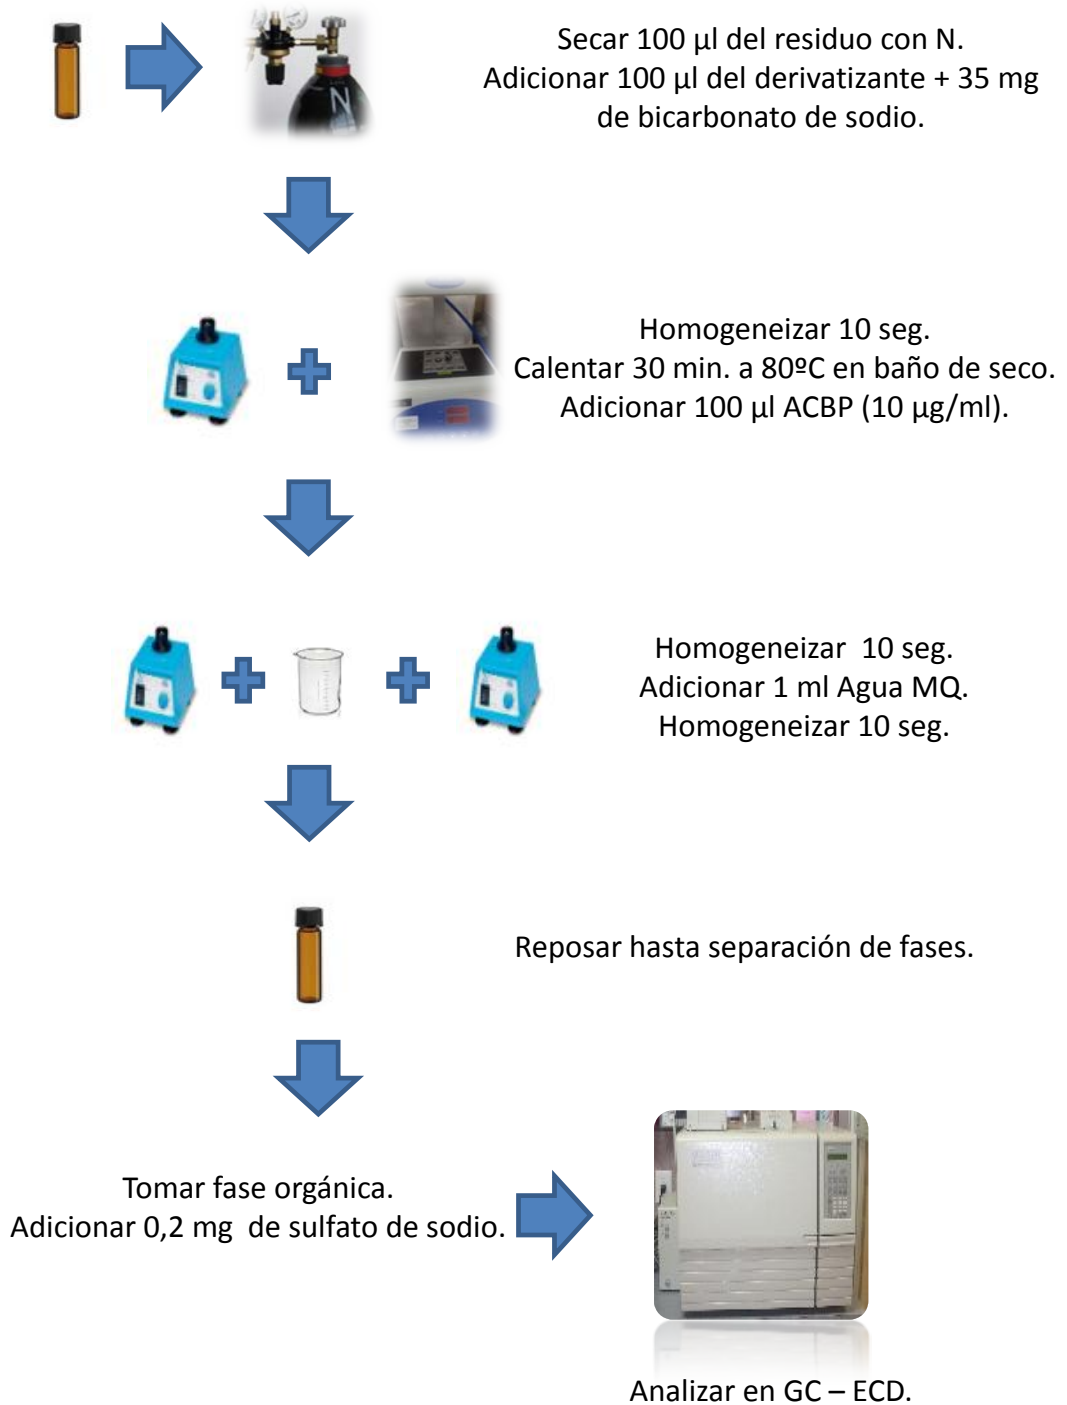 N
Secar 100 µl del residuo con N.
Adicionar 100 µl del derivatizante + 35 mg
de bicarbonato de sodio.
Homogeneizar 10 seg.
Calentar 30 min. a 80ºC en baño de seco.
Adicionar 100 µl ACBP (10 µg/ml).
Homogeneizar 10 seg.
Adicionar 1 ml Agua MQ.
Homogeneizar 10 seg.
Reposar hasta separación de fases.
Tomar fase orgánica.
Adicionar 0,2 mg de sulfato de sodio.
Analizar en GC – ECD.